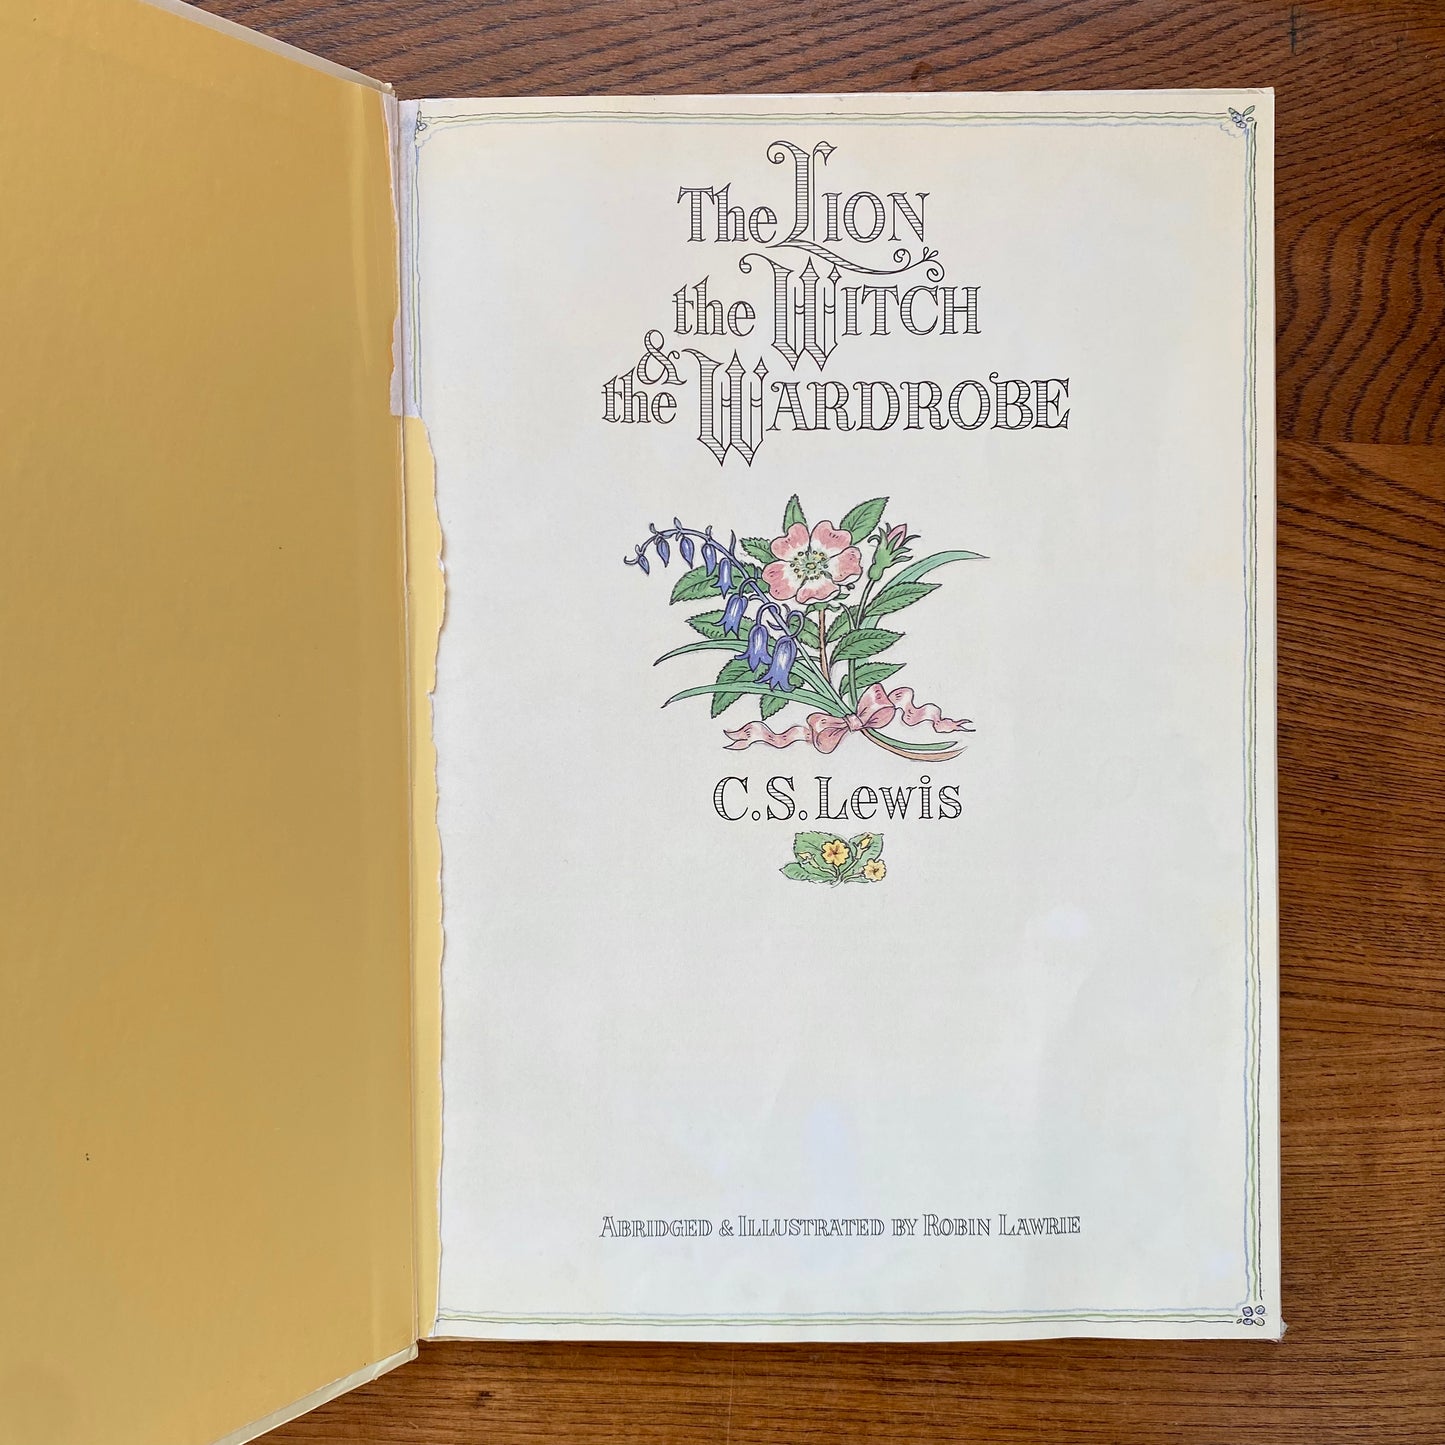 The Lion
the Witch
&
the Wardrobe
C.S. Lewis
Abridged & Illustrated by Robin Lawrie